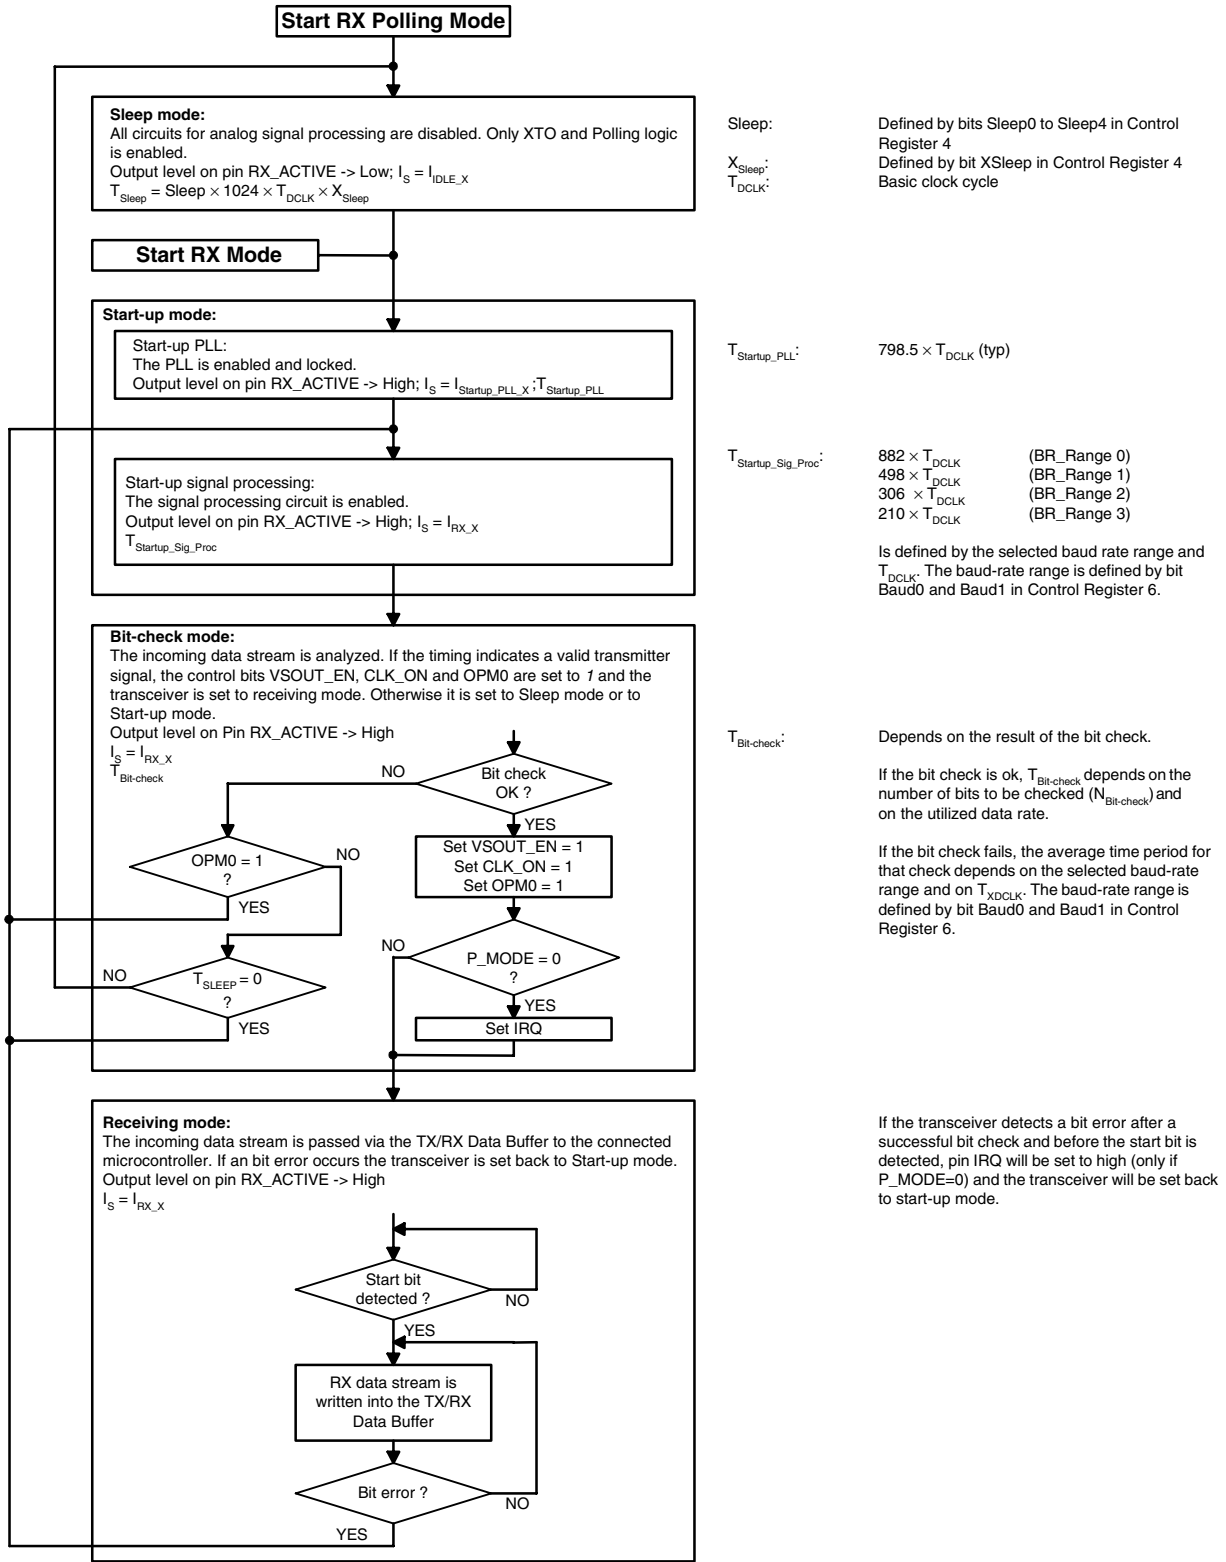 Start RX Polling Mode
Sleep mode:
All circuits for analog signal processing are disabled. Only XTO and Polling logic
is enabled.
Output level on pin RX_ACTIVE -> Low; I_S = I_IDLE_X
T_Sleep = Sleep × 1024 × T_DCLK × X_Sleep
Sleep: Defined by bits Sleep0 to Sleep4 in Control
Register 4
X_Sleep: Defined by bit XSleep in Control Register 4
T_DCLK: Basic clock cycle
Start RX Mode
Start-up mode:
Start-up PLL:
The PLL is enabled and locked.
Output level on pin RX_ACTIVE -> High; I_S = I_Startup_PLL_X ;T_Startup_PLL
T_Startup_PLL: 798.5 × T_DCLK (typ)
Start-up signal processing:
The signal processing circuit is enabled.
Output level on pin RX_ACTIVE -> High; I_S = I_RX_X
T_Startup_Sig_Proc
T_Startup_Sig_Proc: 882 × T_DCLK (BR_Range 0)
498 × T_DCLK (BR_Range 1)
306 × T_DCLK (BR_Range 2)
210 × T_DCLK (BR_Range 3)
Is defined by the selected baud rate range and
T_DCLK. The baud-rate range is defined by bit
Baud0 and Baud1 in Control Register 6.
Bit-check mode:
The incoming data stream is analyzed. If the timing indicates a valid transmitter
signal, the control bits VSOUT_EN, CLK_ON and OPM0 are set to 1 and the
transceiver is set to receiving mode. Otherwise it is set to Sleep mode or to
Start-up mode.
Output level on Pin RX_ACTIVE -> High
I_S = I_RX_X
T_Bit-check
NO
Bit check
OK ?
YES
Set VSOUT_EN = 1
Set CLK_ON = 1
Set OPM0 = 1
OPM0 = 1
?
NO
YES
NO
P_MODE = 0
?
YES
Set IRQ
NO
T_SLEEP = 0
?
YES
T_Bit-check: Depends on the result of the bit check.
If the bit check is ok, T_Bit-check depends on the
number of bits to be checked (N_Bit-check) and
on the utilized data rate.
If the bit check fails, the average time period for
that check depends on the selected baud-rate
range and on T_XDCLK. The baud-rate range is
defined by bit Baud0 and Baud1 in Control
Register 6.
Receiving mode:
The incoming data stream is passed via the TX/RX Data Buffer to the connected
microcontroller. If an bit error occurs the transceiver is set back to Start-up mode.
Output level on pin RX_ACTIVE -> High
I_S = I_RX_X
If the transceiver detects a bit error after a
successful bit check and before the start bit is
detected, pin IRQ will be set to high (only if
P_MODE=0) and the transceiver will be set back
to start-up mode.
Start bit
detected ?
NO
YES
RX data stream is
written into the TX/RX
Data Buffer
Bit error ?
NO
YES